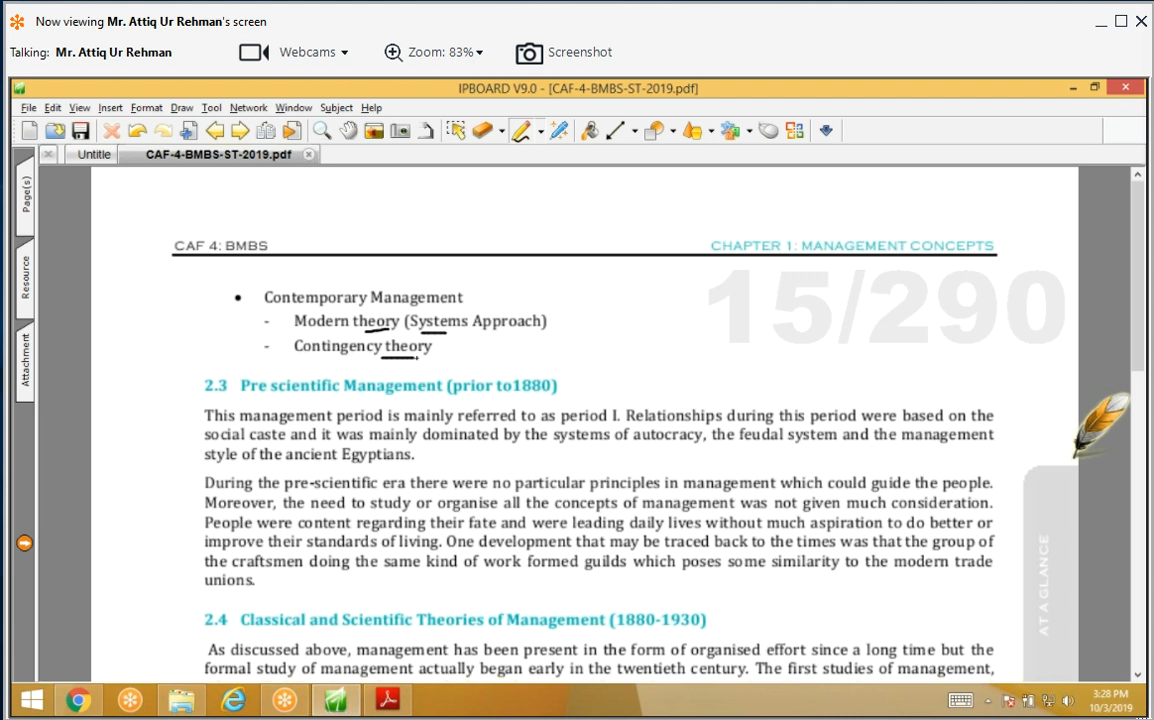 Now viewing Mr. Attiq Ur Rehman's screen
Talking: Mr. Attiq Ur Rehman
Webcams
Zoom: 83%
Screenshot
IPBOARD V9.0 - [CAF-4-BMBS-ST-2019.pdf]
File Edit View Insert Format Draw Tool Network Window Subject Help
Untitle
CAF-4-BMBS-ST-2019.pdf
Page(s)
Resource
Attachment
CAF 4: BMBS
CHAPTER 1: MANAGEMENT CONCEPTS
15/290
• Contemporary Management
- Modern theory (Systems Approach)
- Contingency theory
2.3 Pre scientific Management (prior to1880)
This management period is mainly referred to as period I. Relationships during this period were based on the
social caste and it was mainly dominated by the systems of autocracy, the feudal system and the management
style of the ancient Egyptians.
During the pre-scientific era there were no particular principles in management which could guide the people.
Moreover, the need to study or organise all the concepts of management was not given much consideration.
People were content regarding their fate and were leading daily lives without much aspiration to do better or
improve their standards of living. One development that may be traced back to the times was that the group of
the craftsmen doing the same kind of work formed guilds which poses some similarity to the modern trade
unions.
AT A GLANCE
2.4 Classical and Scientific Theories of Management (1880-1930)
As discussed above, management has been present in the form of organised effort since a long time but the
formal study of management actually began early in the twentieth century. The first studies of management,
3:28 PM
10/3/2019